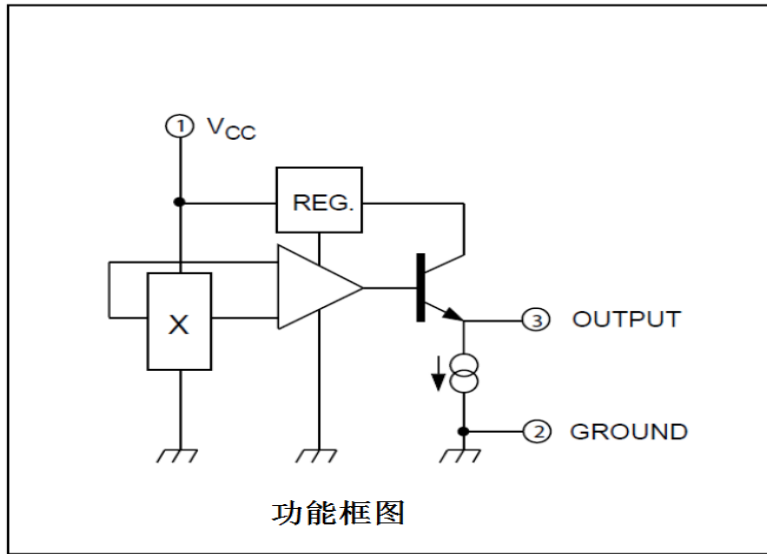 ① VCC
REG.
X
③ OUTPUT
② GROUND
功能框图